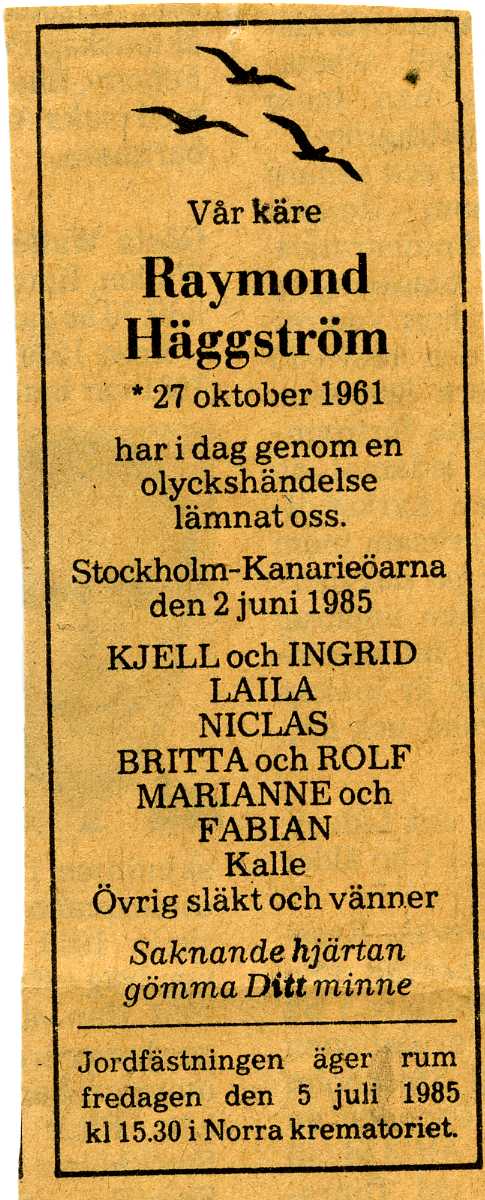 Vår käre
Raymond
Häggström
* 27 oktober 1961
har i dag genom en
olyckshändelse
lämnat oss.
Stockholm-Kanarieöarna
den 2 juni 1985
KJELL och INGRID
LAILA
NICLAS
BRITTA och ROLF
MARIANNE och
FABIAN
Kalle
Övrig släkt och vänner
Saknande hjärtan
gömma Ditt minne
Jordfästningen äger rum
fredagen den 5 juli 1985
kl 15.30 i Norra krematoriet.